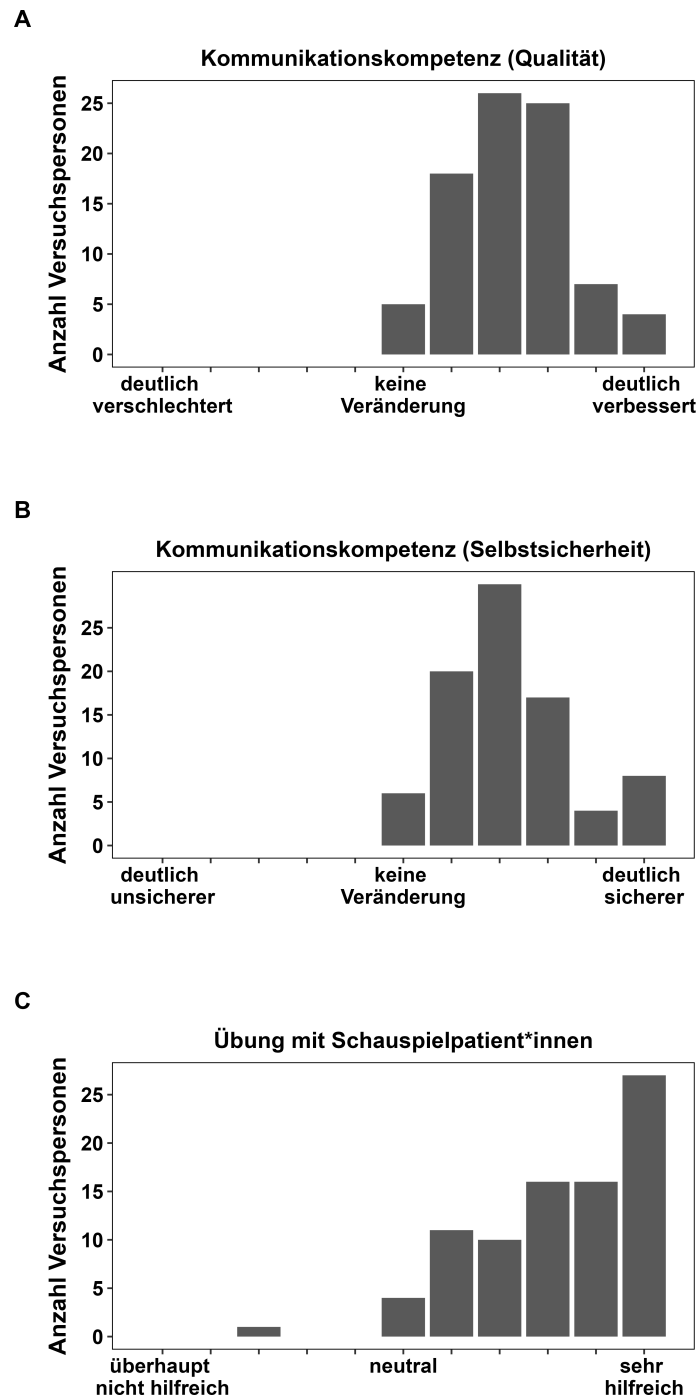 A
Kommunikationskompetenz (Qualität)
Anzahl Versuchspersonen
25
20
15
10
5
0
deutlich keine deutlich
verschlechtert Veränderung verbessert
B
Kommunikationskompetenz (Selbstsicherheit)
Anzahl Versuchspersonen
25
20
15
10
5
0
deutlich keine deutlich
unsicherer Veränderung sicherer
C
Übung mit Schauspielpatient*innen
Anzahl Versuchspersonen
25
20
15
10
5
0
überhaupt neutral sehr
nicht hilfreich hilfreich